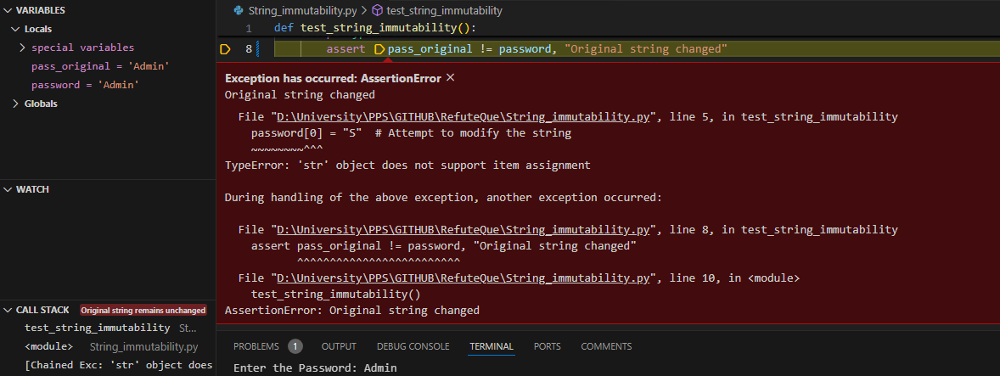 VARIABLES
Locals
special variables
pass_original = 'Admin'
password = 'Admin'
Globals
WATCH
CALL STACK Original string remains unchanged
test_string_immutability St...
<module> String_immutability.py
[Chained Exc: 'str' object does
String_immutability.py > test_string_immutability
1 def test_string_immutability():
8 assert pass_original != password, "Original string changed"
Exception has occurred: AssertionError ×
Original string changed
File "D:\University\PPS\GITHUB\RefuteQue\String_immutability.py", line 5, in test_string_immutability
password[0] = "S"  # Attempt to modify the string
~~~~~~~~^^^
TypeError: 'str' object does not support item assignment
During handling of the above exception, another exception occurred:
File "D:\University\PPS\GITHUB\RefuteQue\String_immutability.py", line 8, in test_string_immutability
assert pass_original != password, "Original string changed"
^^^^^^^^^^^^^^^^^^^^^^^^^
File "D:\University\PPS\GITHUB\RefuteQue\String_immutability.py", line 10, in <module>
test_string_immutability()
AssertionError: Original string changed
PROBLEMS 1 OUTPUT DEBUG CONSOLE TERMINAL PORTS COMMENTS
Enter the Password: Admin